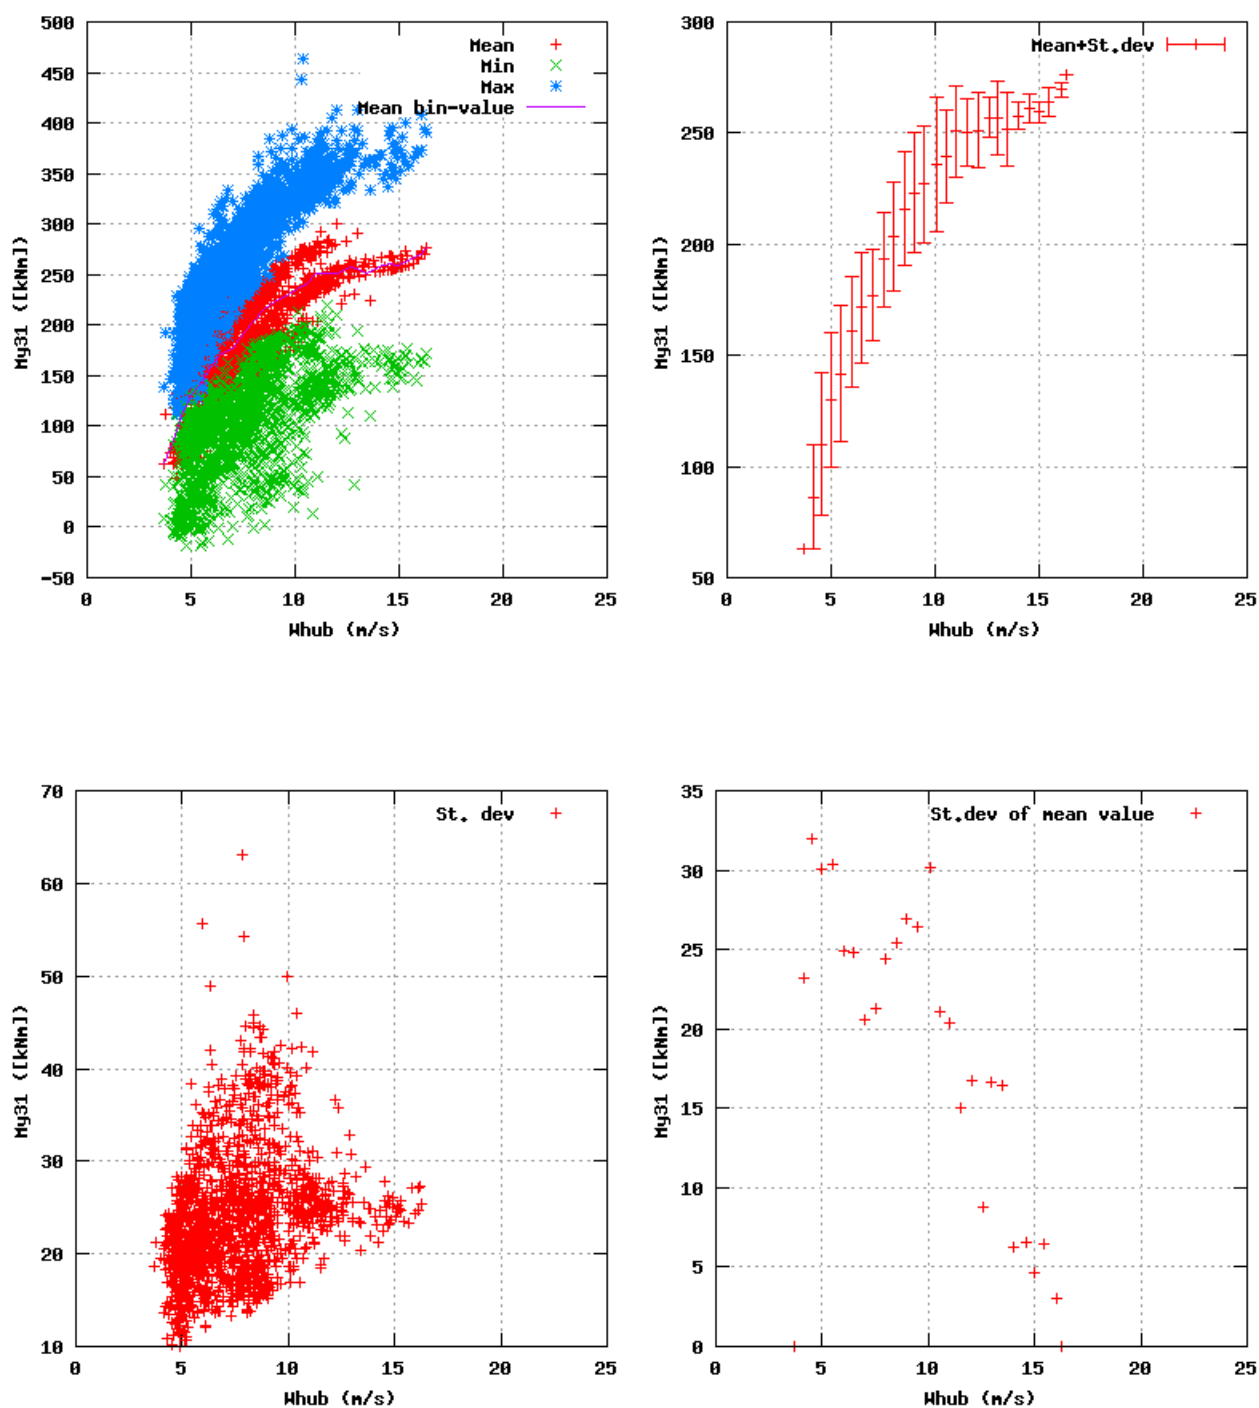 500
450
400
350
300
250
200
150
100
50
0
-50
0 5 10 15 20 25
My31 ([kNm])
Whub (m/s)
Mean
Min
Max
Mean bin-value
300
250
200
150
100
50
0 5 10 15 20 25
My31 ([kNm])
Whub (m/s)
Mean+St.dev
70
60
50
40
30
20
10
0 5 10 15 20 25
My31 ([kNm])
Whub (m/s)
St. dev
35
30
25
20
15
10
5
0
0 5 10 15 20 25
My31 ([kNm])
Whub (m/s)
St.dev of mean value